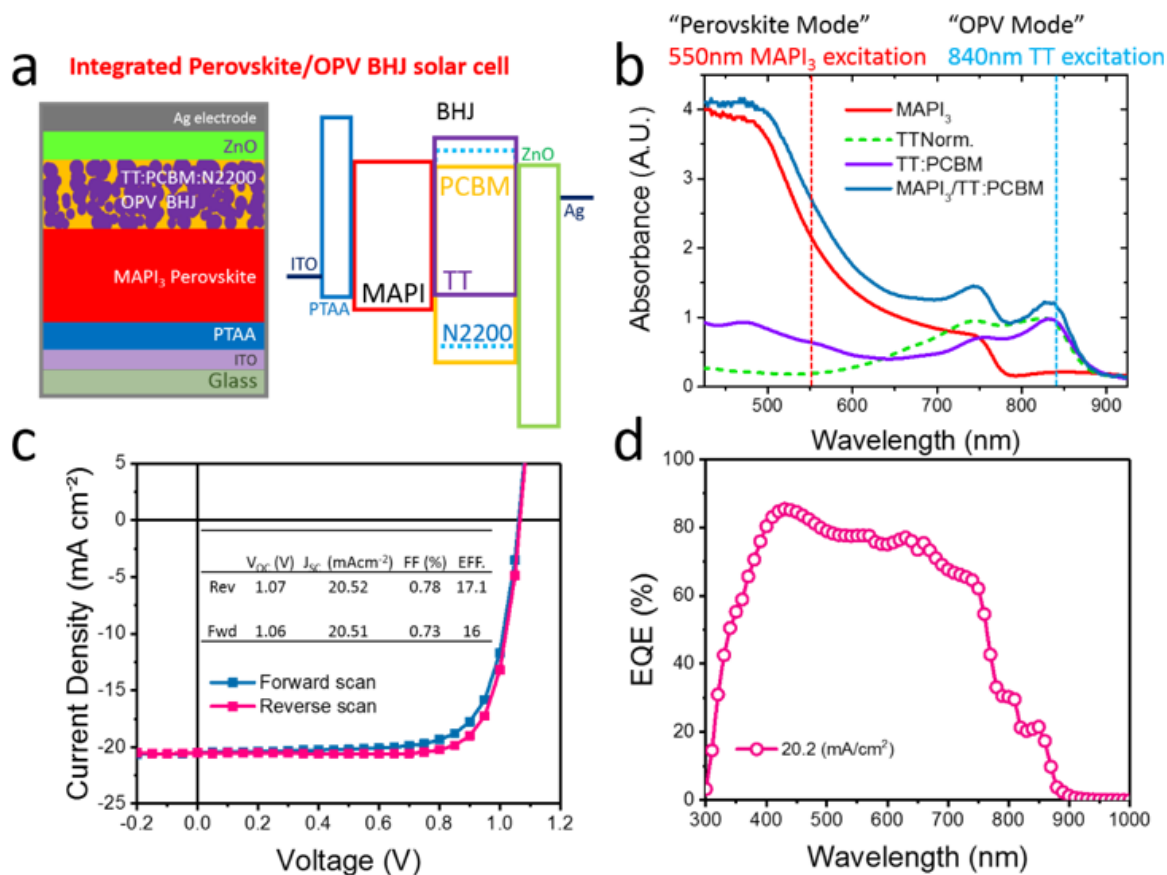 a
Integrated Perovskite/OPV BHJ solar cell
Ag electrode
ZnO
TT:PCBM:N2200
OPV BHJ
MAPI₃ Perovskite
PTAA
ITO
Glass
BHJ
ZnO
PCBM
Ag
ITO
TT
MAPI
PTAA
N2200
"Perovskite Mode"
550nm MAPI₃ excitation
"OPV Mode"
840nm TT excitation
b
MAPI₃
TTNorm.
TT:PCBM
MAPI₃/TT:PCBM
Absorbance (A.U.)
4
3
2
1
0
500 600 700 800 900
Wavelength (nm)
c
5
0
-5
-10
-15
-20
-25
Current Density (mA cm⁻²)
V_OC (V) J_SC (mAcm⁻²) FF (%) EFF.
Rev 1.07 20.52 0.78 17.1
Fwd 1.06 20.51 0.73 16
Forward scan
Reverse scan
-0.2 0.0 0.2 0.4 0.6 0.8 1.0 1.2
Voltage (V)
d
100
80
60
40
20
0
EQE (%)
20.2 (mA/cm²)
300 400 500 600 700 800 900 1000
Wavelength (nm)